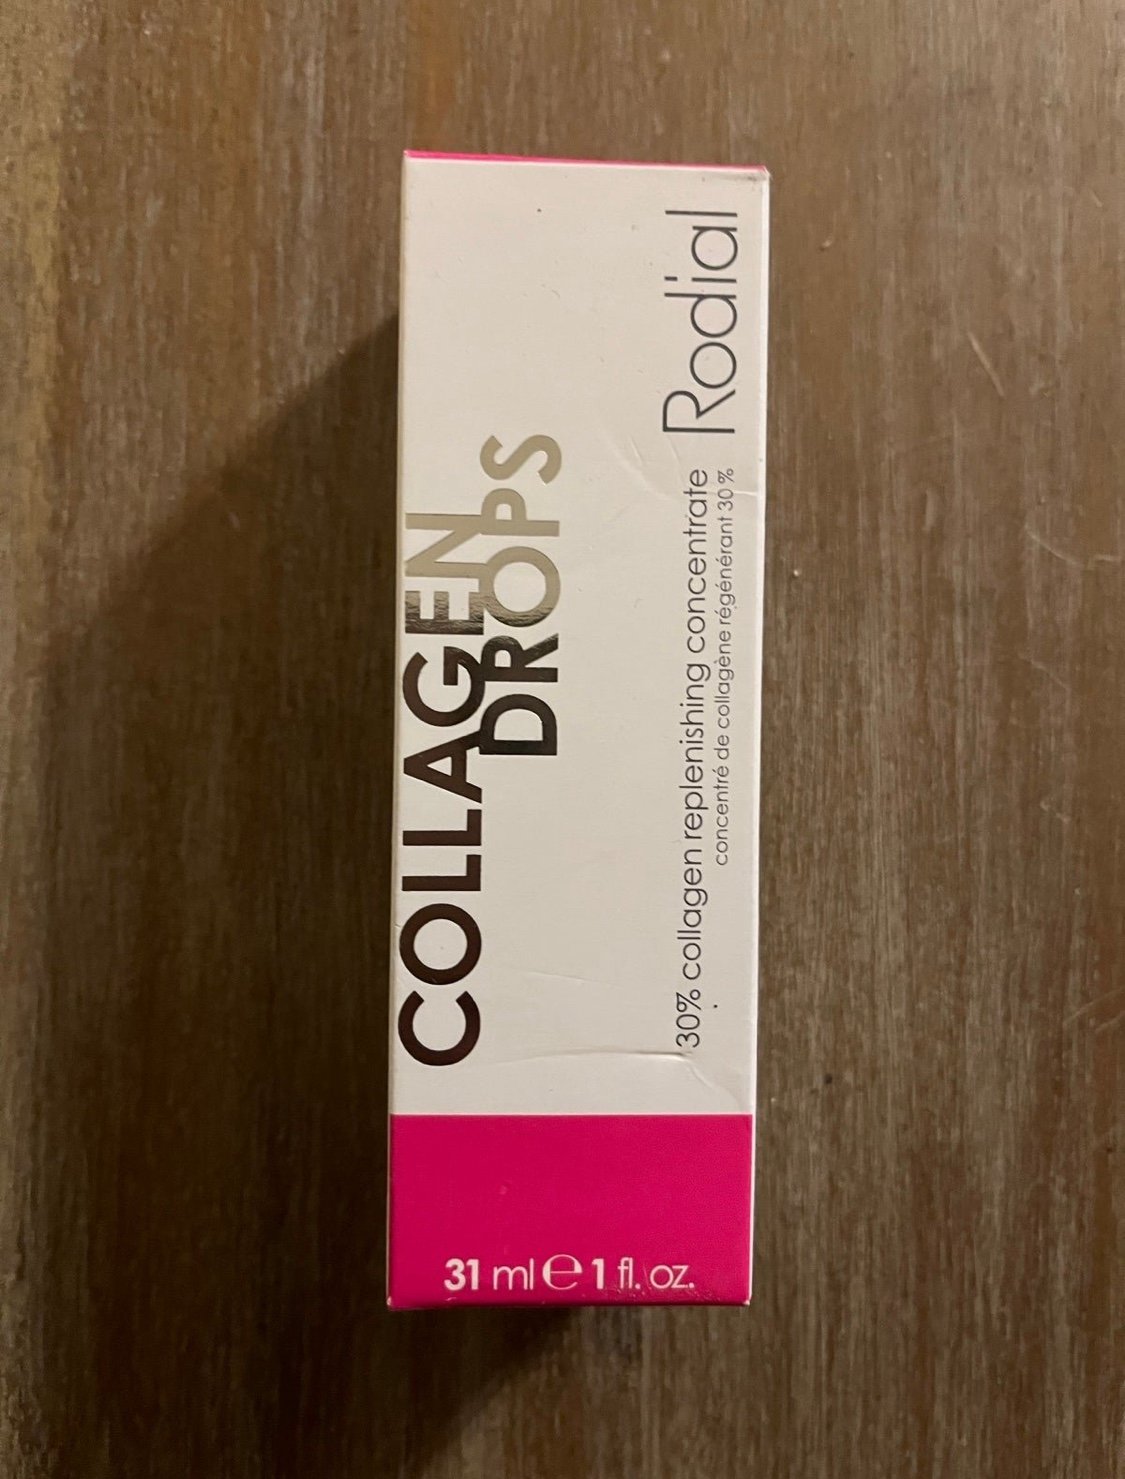 COLLAGEN
DROPS
30% collagen replenishing concentrate
concentré de collagène régénérant 30%
Rodial
31 ml ℮ 1 fl. oz.